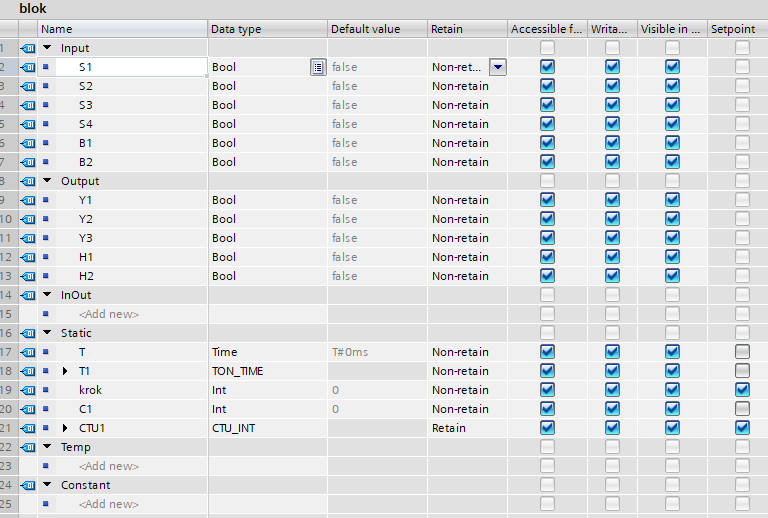 blok
Name Data type Default value Retain Accessible f... Writa... Visible in ... Setpoint
1 Input
2 S1 Bool false Non-ret...
3 S2 Bool false Non-retain
4 S3 Bool false Non-retain
5 S4 Bool false Non-retain
6 B1 Bool false Non-retain
7 B2 Bool false Non-retain
8 Output
9 Y1 Bool false Non-retain
10 Y2 Bool false Non-retain
11 Y3 Bool false Non-retain
12 H1 Bool false Non-retain
13 H2 Bool false Non-retain
14 InOut
15 <Add new>
16 Static
17 T Time T#0ms Non-retain
18 T1 TON_TIME Non-retain
19 krok Int 0 Non-retain
20 C1 Int 0 Non-retain
21 CTU1 CTU_INT Retain
22 Temp
23 <Add new>
24 Constant
25 <Add new>